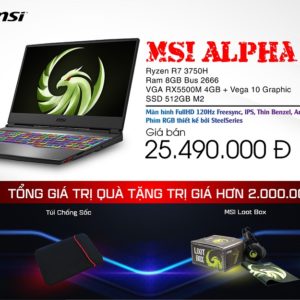 msi
MSI ALPHA
Ryzen R7 3750H
Ram 8GB Bus 2666
VGA RX5500M 4GB + Vega 10 Graphic
SSD 512GB M2
Màn hình FullHD 120Hz Freesync, IPS, Thin Benzel,
Phím RGB thiết kế bởi SteelSeries
Giá bán
25.490.000 Đ
TỔNG GIÁ TRỊ QUÀ TẶNG TRỊ GIÁ HƠN 2.000.00
Túi Chống Sốc
MSI Loot Box
LOOT
BOX